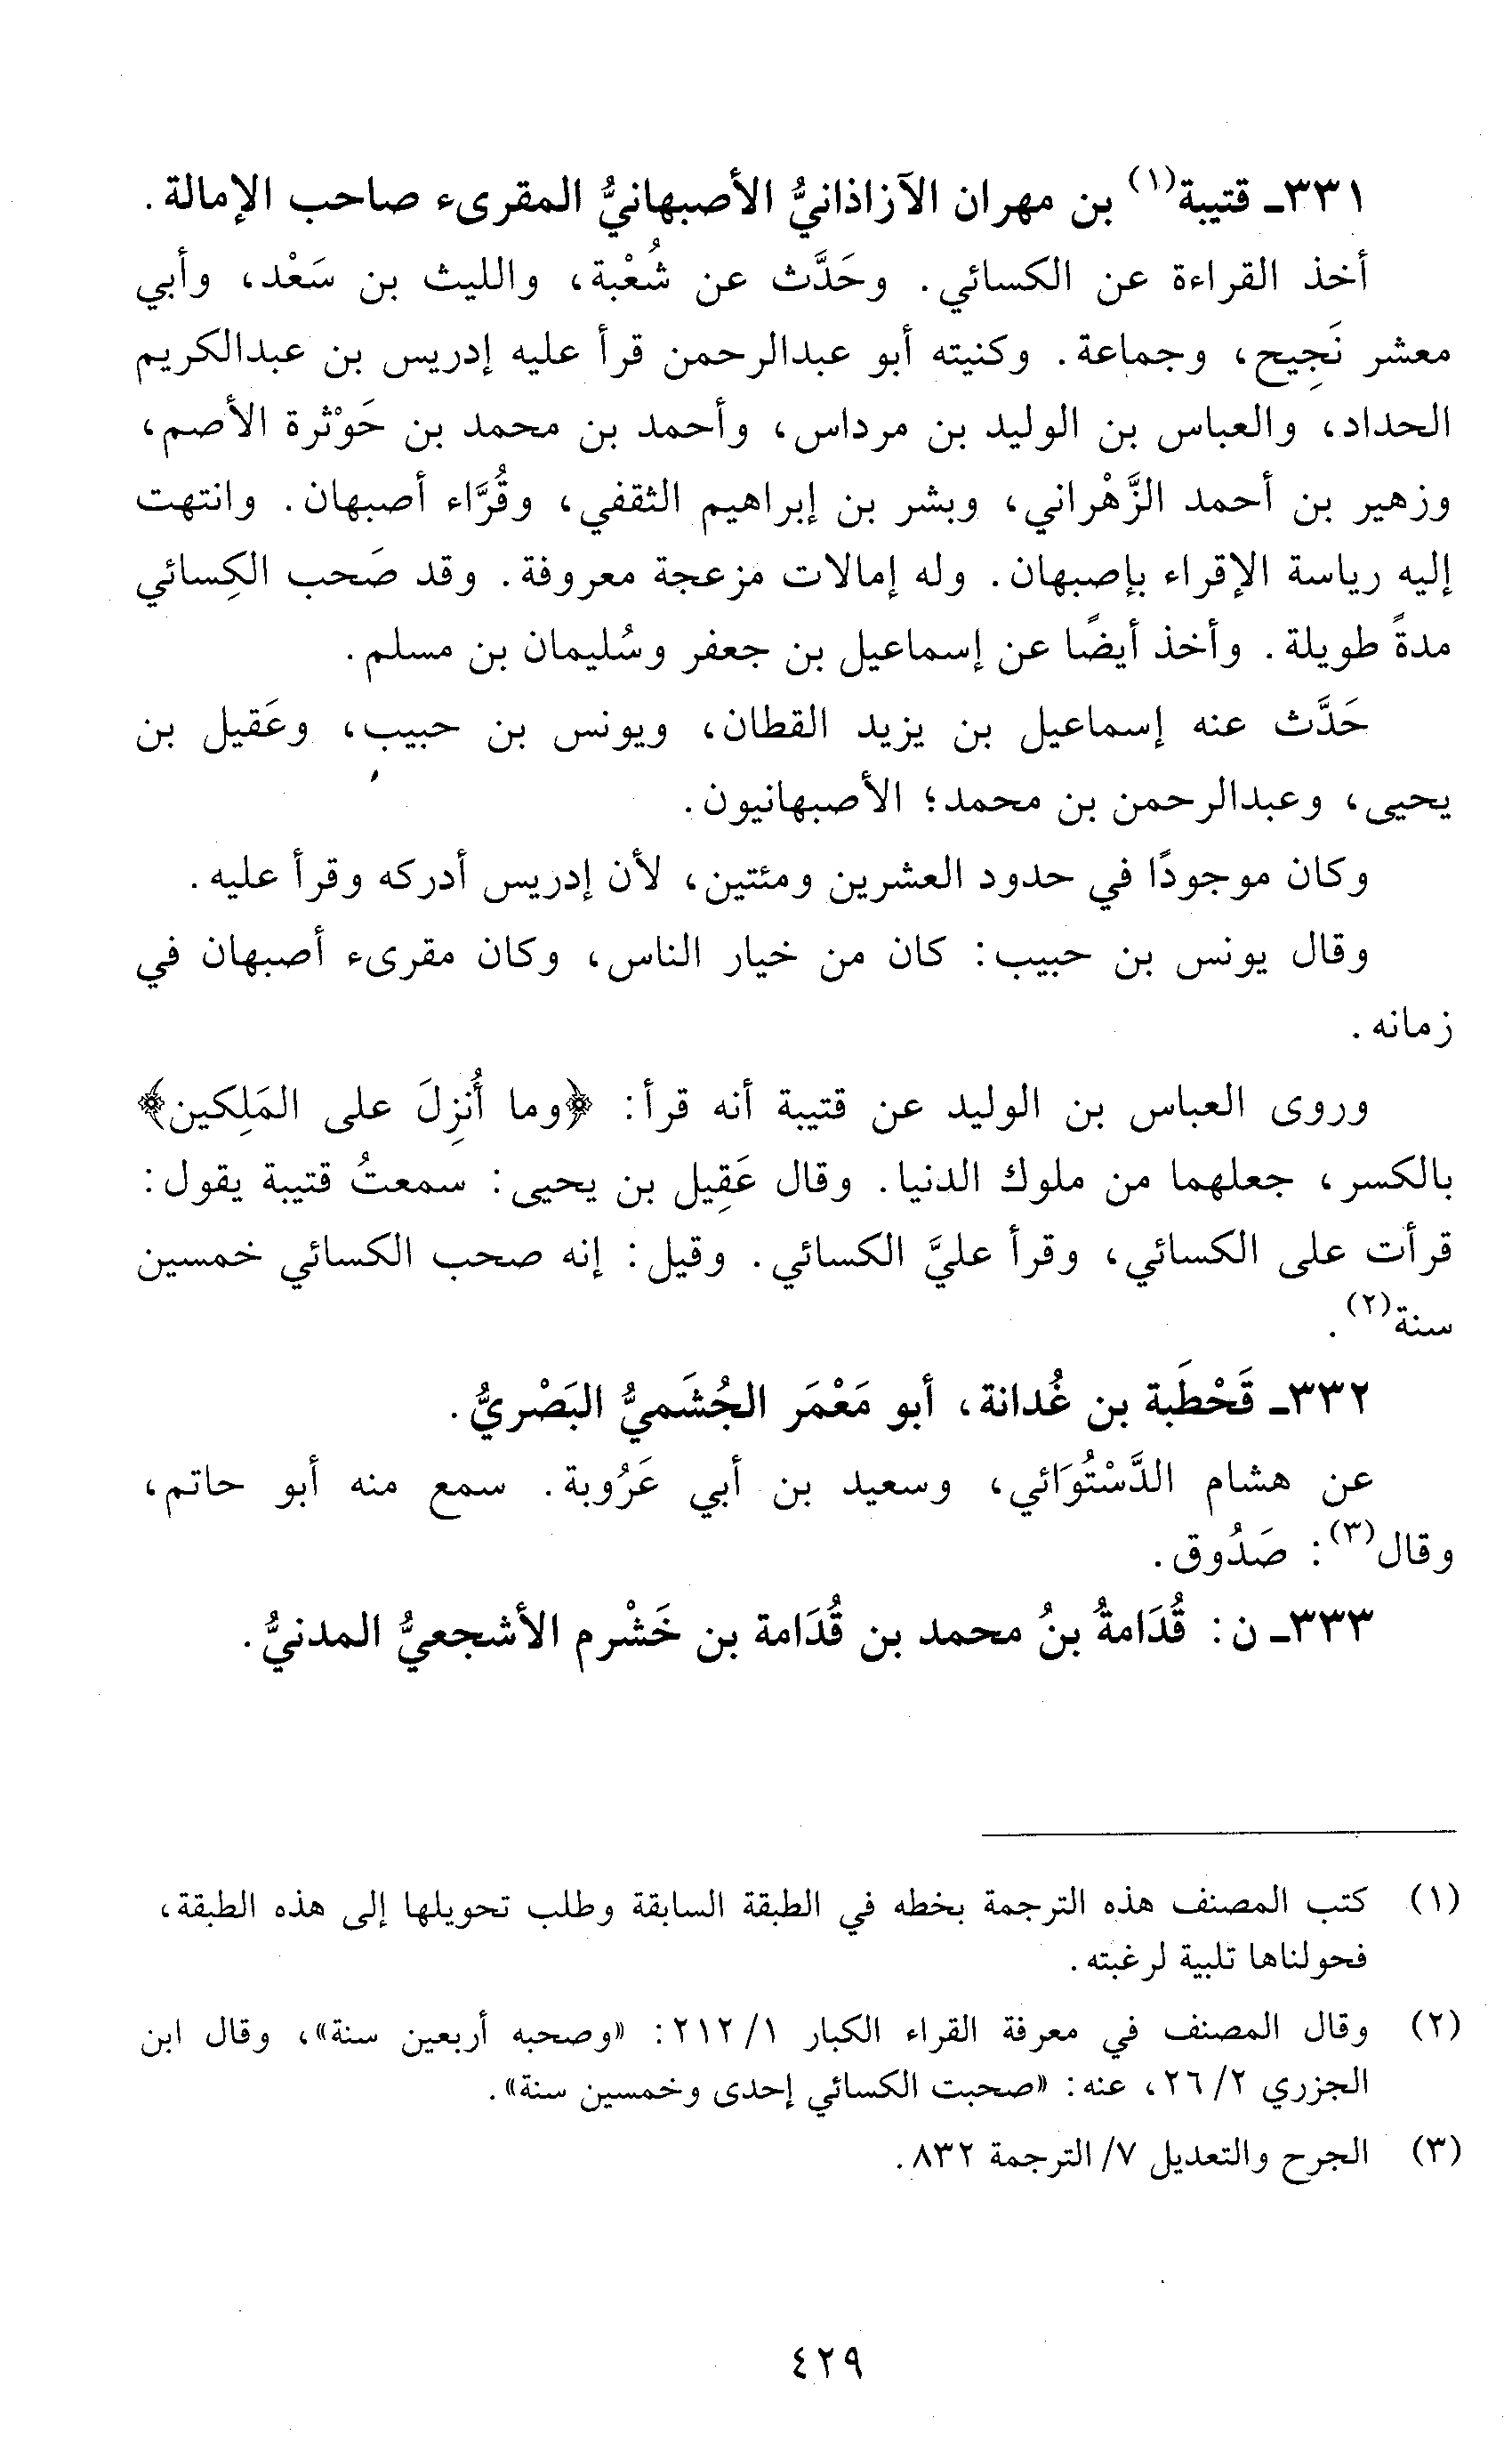 ٣٣١ـ قتيبة(١) بن مهران الآزاذانيُّ الأصبهانيُّ المقرىء صاحب الإمالة.
أخذ القراءة عن الكسائي. وحَدَّث عن شُعْبة، والليث بن سَعْد، وأبي
معشر نَجِيح، وجماعة. وكنيته أبو عبدالرحمن قرأ عليه إدريس بن عبدالكريم
الحداد، والعباس بن الوليد بن مرداس، وأحمد بن محمد بن حَوْثرة الأصم،
وزهير بن أحمد الزَّهْراني، وبشر بن إبراهيم الثقفي، وقُرَّاء أصبهان. وانتهت
إليه رياسة الإقراء بإصبهان. وله إمالات مزعجة معروفة. وقد صَحب الكِسائي
مدةً طويلة. وأخذ أيضًا عن إسماعيل بن جعفر وسُليمان بن مسلم.
حَدَّث عنه إسماعيل بن يزيد القطان، ويونس بن حبيب، وعَقيل بن
يحيى، وعبدالرحمن بن محمد؛ الأصبهانيون.
وكان موجودًا في حدود العشرين ومئتين، لأن إدريس أدركه وقرأ عليه.
وقال يونس بن حبيب: كان من خيار الناس، وكان مقرىء أصبهان في
زمانه.
وروى العباس بن الوليد عن قتيبة أنه قرأ: ﴿وما أُنزِلَ على المَلِكين﴾
بالكسر، جعلهما من ملوك الدنيا. وقال عَقِيل بن يحيى: سمعتُ قتيبة يقول:
قرأت على الكسائي، وقرأ عليَّ الكسائي. وقيل: إنه صحب الكسائي خمسين
سنة(٢).
٣٣٢ـ قَحْطَبة بن غُدانة، أبو مَعْمَر الجُشَميُّ البَصْريُّ.
عن هشام الدَّسْتُوَائي، وسعيد بن أبي عَرُوبة. سمع منه أبو حاتم،
وقال(٣): صَدُوق.
٣٣٣ـ ن: قُدَامةُ بنُ محمد بن قُدَامة بن خَشْرم الأشجعيُّ المدنيُّ.
(١) كتب المصنف هذه الترجمة بخطه في الطبقة السابقة وطلب تحويلها إلى هذه الطبقة،
فحولناها تلبية لرغبته.
(٢) وقال المصنف في معرفة القراء الكبار ١/ ٢١٢: «وصحبه أربعين سنة»، وقال ابن
الجزري ٢/ ٢٦، عنه: «صحبت الكسائي إحدى وخمسين سنة».
(٣) الجرح والتعديل ٧/ الترجمة ٨٣٢.
٤٢٩